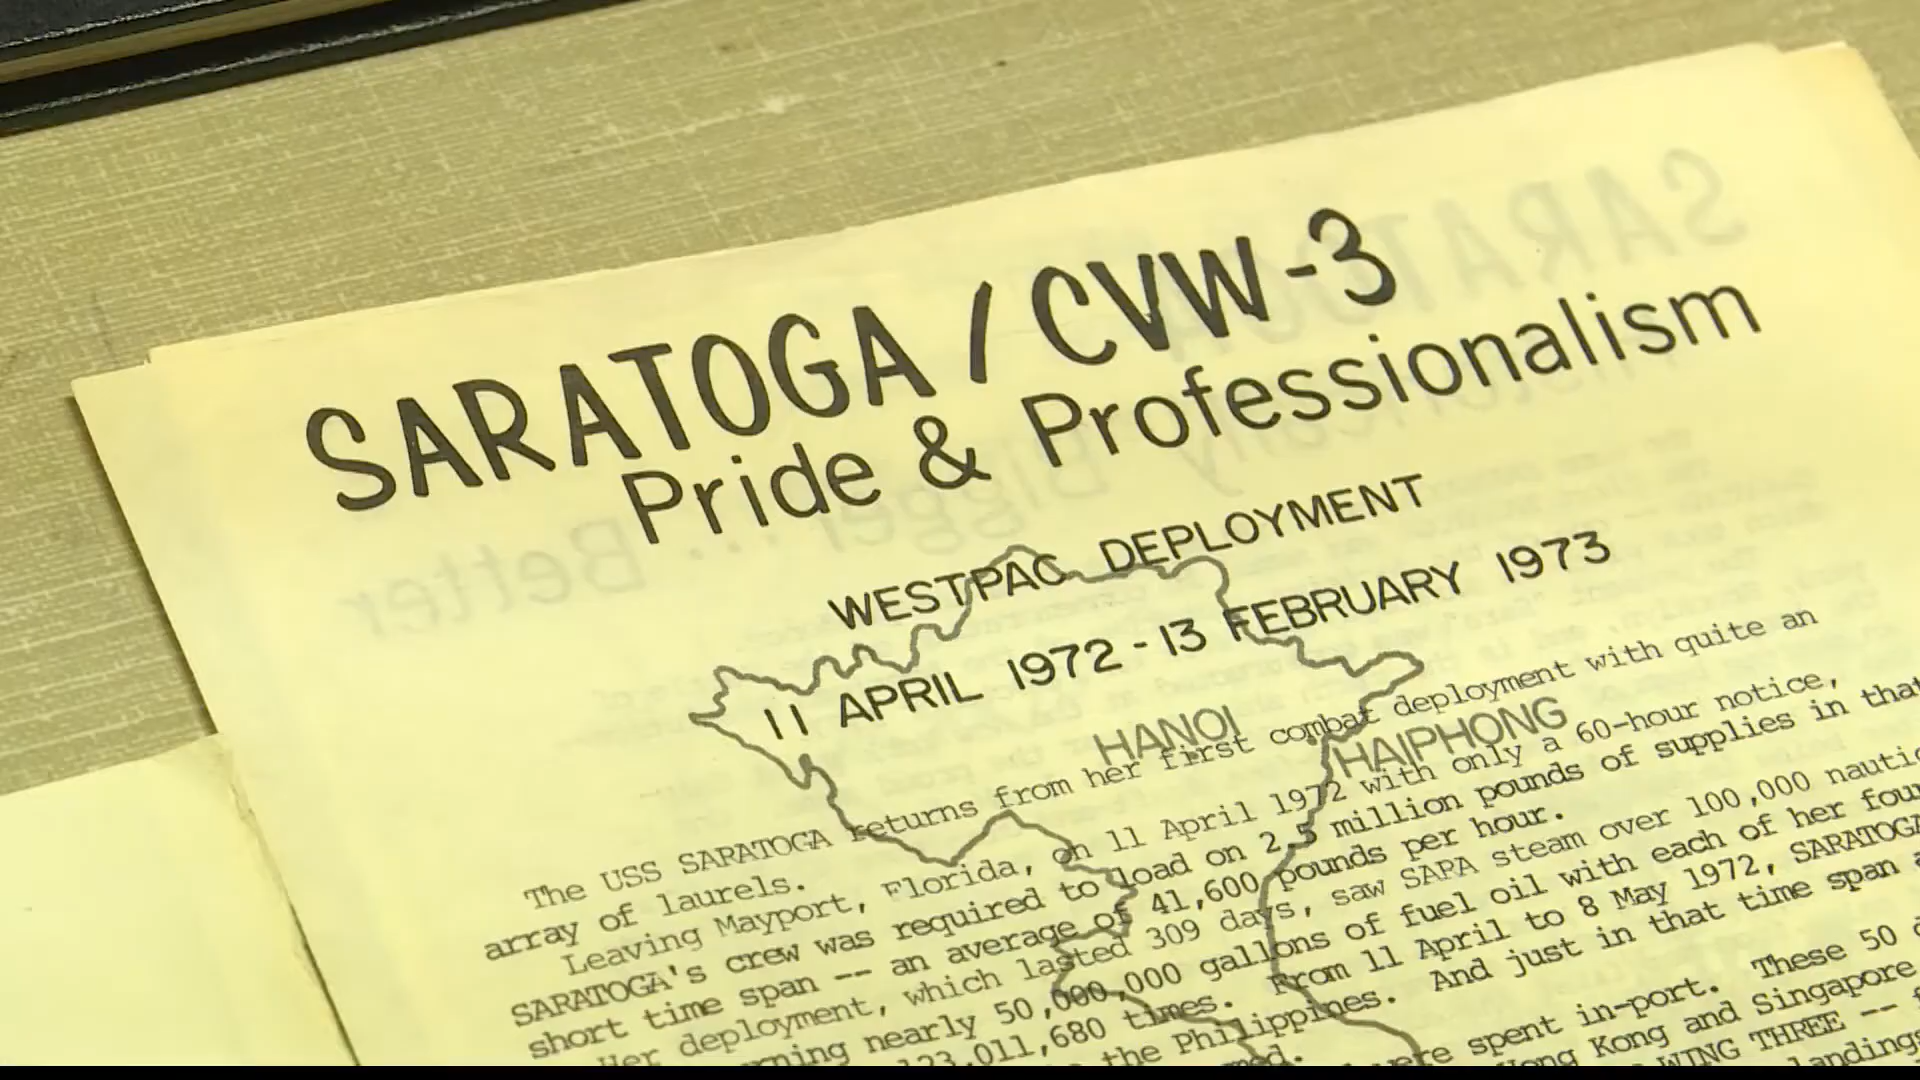 SARATOGA / CVW-3
Pride & Professionalism
WESTPAC DEPLOYMENT
11 APRIL 1972 - 13 FEBRUARY 1973
HANOI
HAIPHONG
The USS SARATOGA returns from her first combat deployment with quite an
array of laurels.
Leaving Mayport, Florida, on 11 April 1972 with only a 60-hour notice,
SARATOGA's crew was required to load on 2.5 million pounds of supplies in that
short time span -- an average of 41,600 pounds per hour.
Her deployment, which lasted 309 days, saw SAPA steam over 100,000
nearly 50,000,000 gallons of fuel oil with each of her
123,011,680 times. From 11 April to 8 May 1972, SARATOGA
the Philippines. And just in that time span
were spent in-port. These 50
Hong Kong and Singapore
WING THREE --
landings
SARATOGA
Bigger ... Better